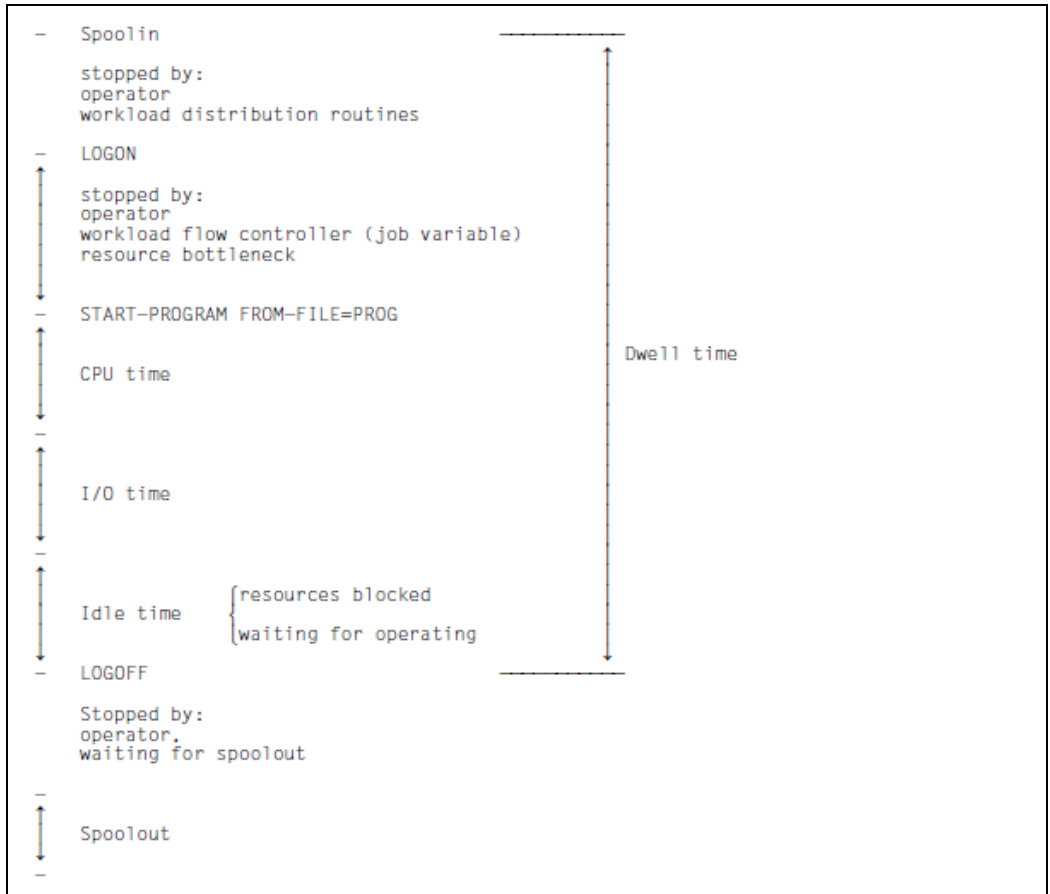 Spoolin
stopped by:
operator
workload distribution routines
LOGON
stopped by:
operator
workload flow controller (job variable)
resource bottleneck
START-PROGRAM FROM-FILE=PROG
Dwell time
CPU time
I/O time
resources blocked
Idle time
waiting for operating
LOGOFF
Stopped by:
operator.
waiting for spoolout
Spoolout